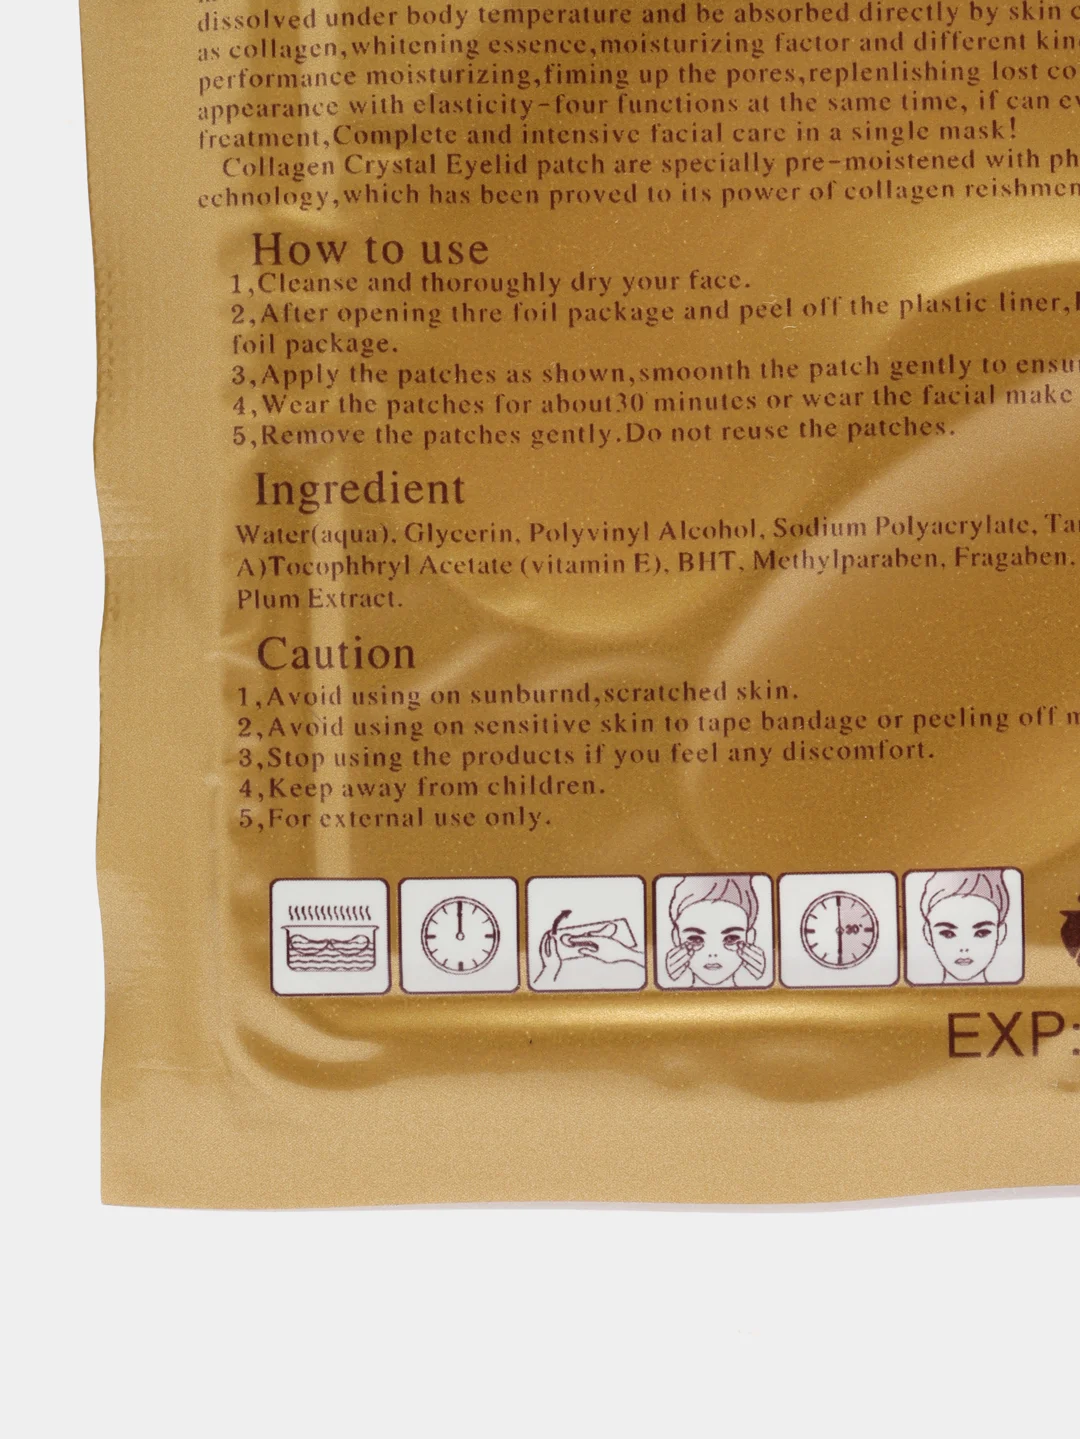 dissolved under body temperature and be absorbed directly by skin
as collagen,whitening essence,moisturizing factor and different
performance moisturizing,fiming up the pores,replenlishing lost
appearance with elasticity-four functions at the same time, if can
freatment,Complete and intensive facial care in a single mask!
Collagen Crystal Eyelid patch are specially pre-moistened with
echnology,which has been proved to its power of collagen
How to use
1,Cleanse and thoroughly dry your face.
2,After opening thre foil package and peel off the plastic liner,
foil package.
3,Apply the patches as shown,smoonth the patch gently to
4,Wear the patches for about30 minutes or wear the facial make
5,Remove the patches gently.Do not reuse the patches.
Ingredient
Water(aqua), Glycerin, Polyvinyl Alcohol, Sodium Polyacrylate,
A)Tocophbryl Acetate (vitamin E), BHT, Methylparaben, Fragaben.
Plum Extract.
Caution
1,Avoid using on sunburnd,scratched skin.
2,Avoid using on sensitive skin to tape bandage or peeling off
3,Stop using the products if you feel any discomfort.
4,Keep away from children.
5,For external use only.
30'
EXP: